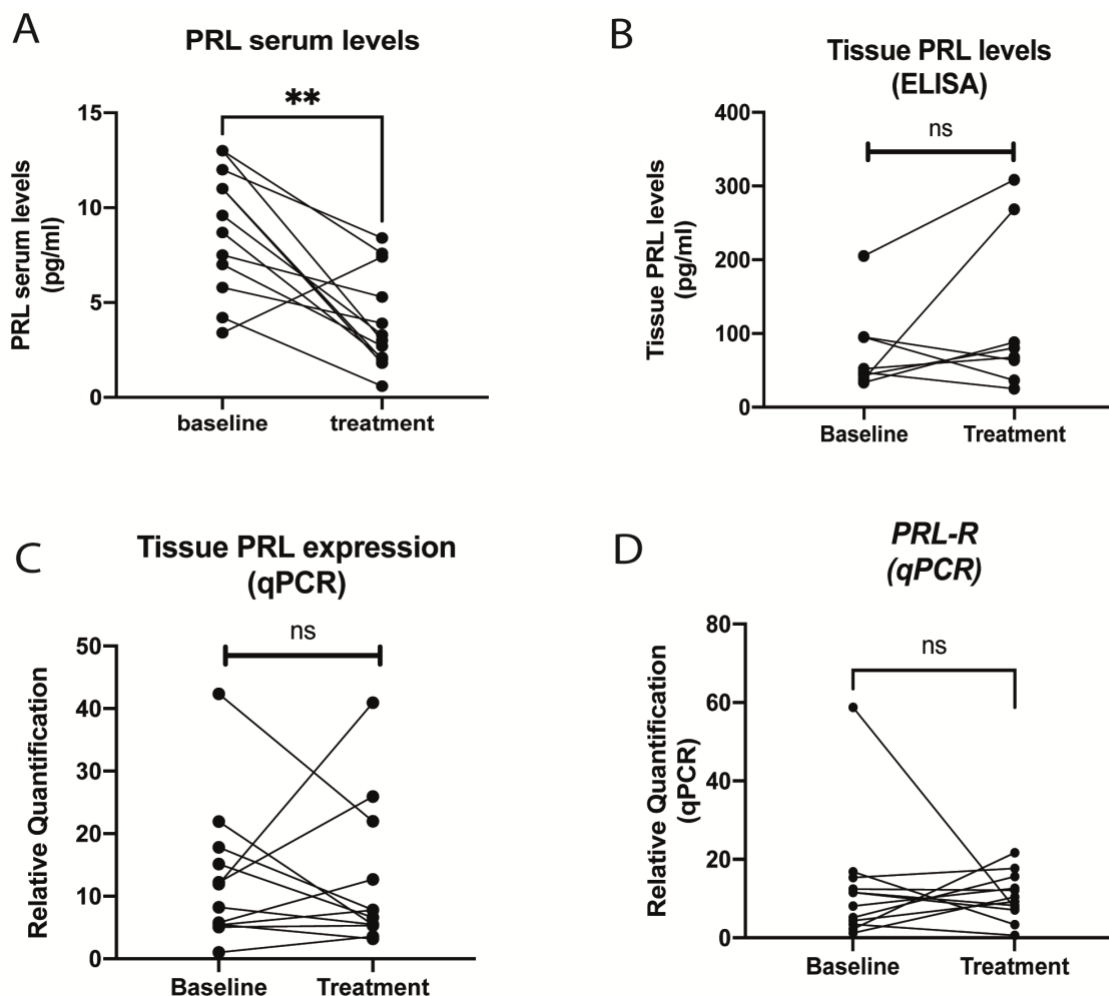 A
PRL serum levels
**
PRL serum levels
(pg/ml)
15
10
5
0
baseline
treatment
B
Tissue PRL levels
(ELISA)
ns
Tissue PRL levels
(pg/ml)
400
300
200
100
0
Baseline
Treatment
C
Tissue PRL expression
(qPCR)
ns
Relative Quantification
50
40
30
20
10
0
Baseline
Treatment
D
PRL-R
(qPCR)
ns
Relative Quantification
(qPCR)
80
60
40
20
0
Baseline
Treatment